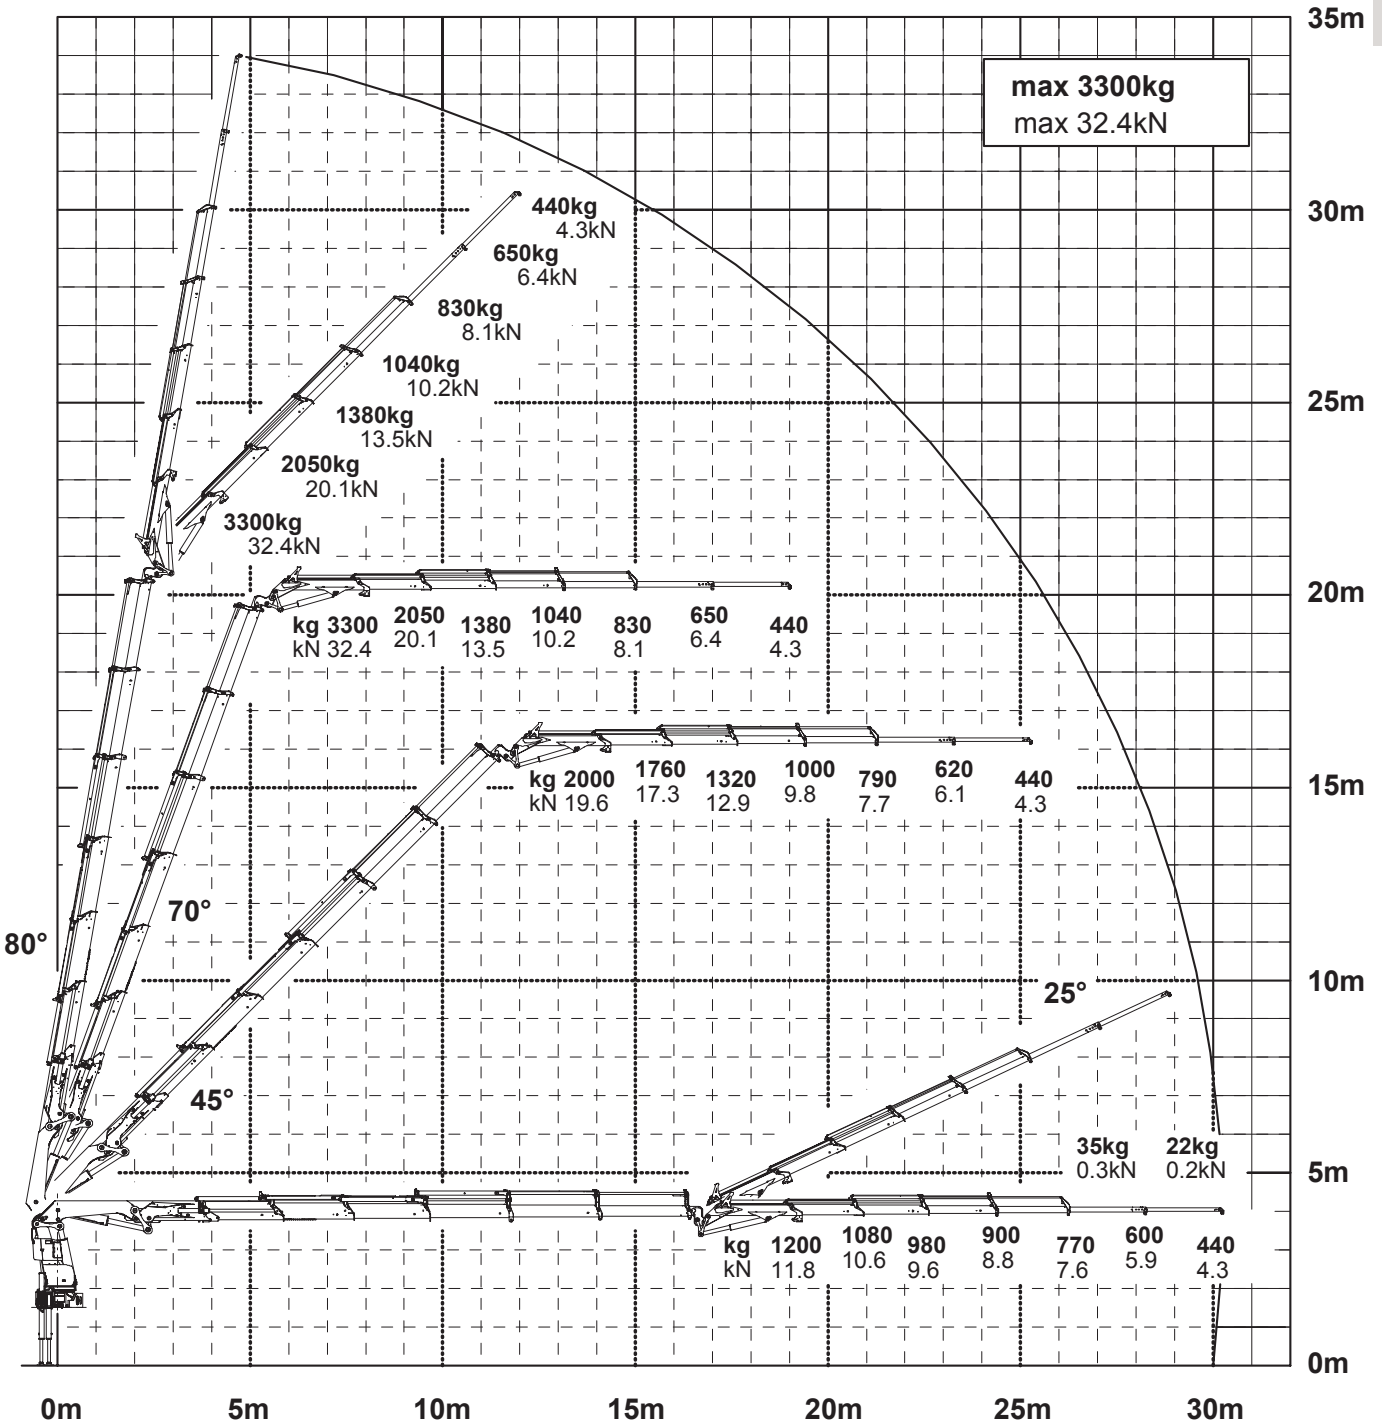 35m
max 3300kg
max 32.4kN
440kg
4.3kN
30m
650kg
6.4kN
830kg
8.1kN
1040kg
10.2kN
25m
1380kg
13.5kN
2050kg
20.1kN
3300kg
32.4kN
20m
kg 3300 2050 1380 1040 830 650 440
kN 32.4 20.1 13.5 10.2 8.1 6.4 4.3
kg 2000 1760 1320 1000 790 620 440
kN 19.6 17.3 12.9 9.8 7.7 6.1 4.3
15m
70°
80°
10m
25°
45°
35kg 22kg
0.3kN 0.2kN
5m
kg 1200 1080 980 900 770 600 440
kN 11.8 10.6 9.6 8.8 7.6 5.9 4.3
0m
0m 5m 10m 15m 20m 25m 30m